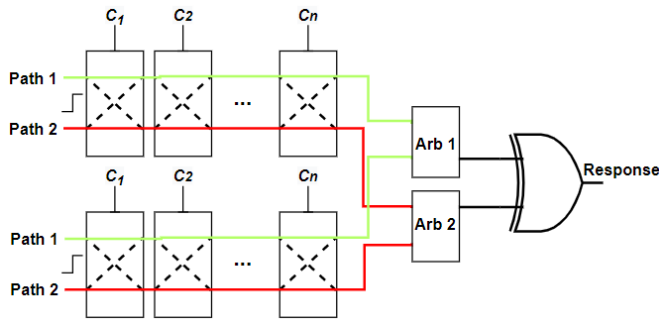 C1 C2 Cn
Path 1
...
Path 2
Arb 1
Response
C1 C2 Cn
Arb 2
Path 1
...
Path 2